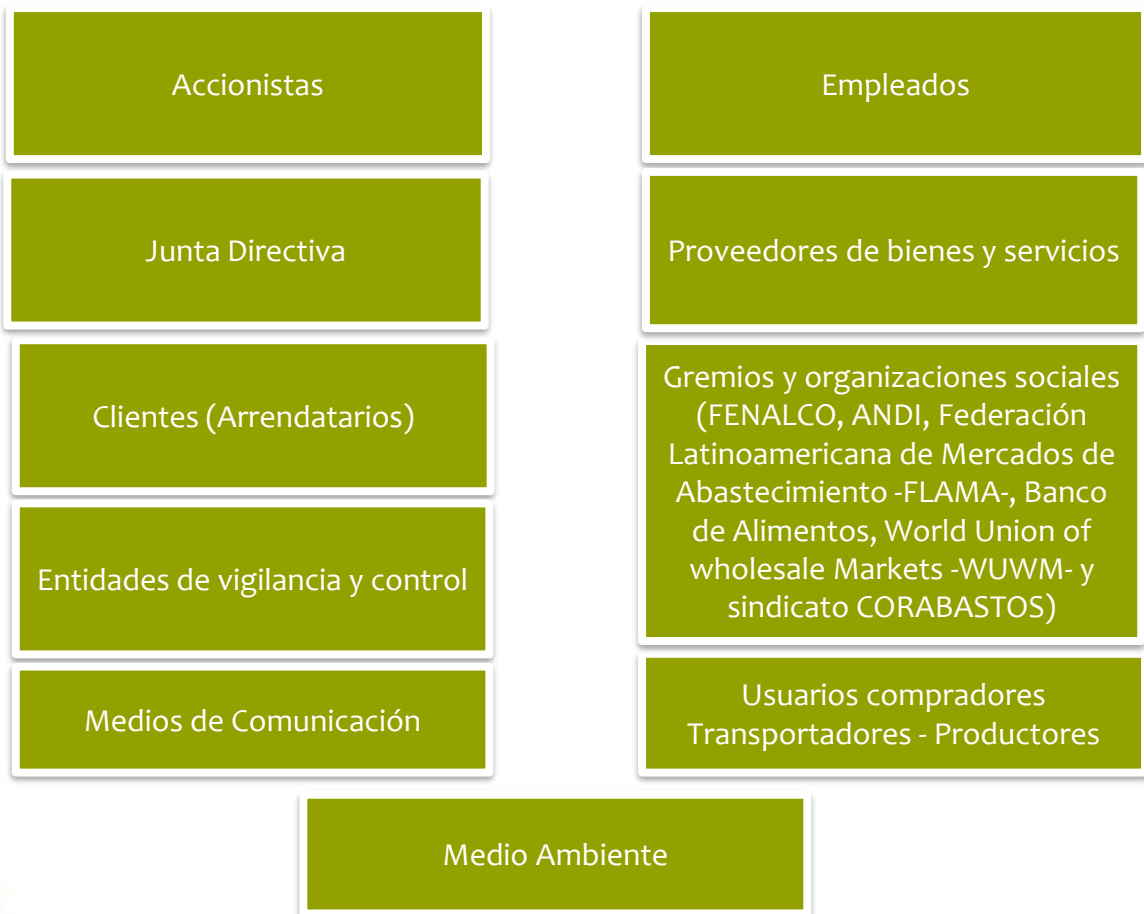 Accionistas
Junta Directiva
Clientes (Arrendatarios)
Entidades de vigilancia y control
Medios de Comunicación
Empleados
Proveedores de bienes y servicios
Gremios y organizaciones sociales
(FENALCO, ANDI, Federación
Latinoamericana de Mercados de
Abastecimiento -FLAMA-, Banco
de Alimentos, World Union of
wholesale Markets -WUWM- y
sindicato CORABASTOS)
Usuarios compradores
Transportadores - Productores
Medio Ambiente